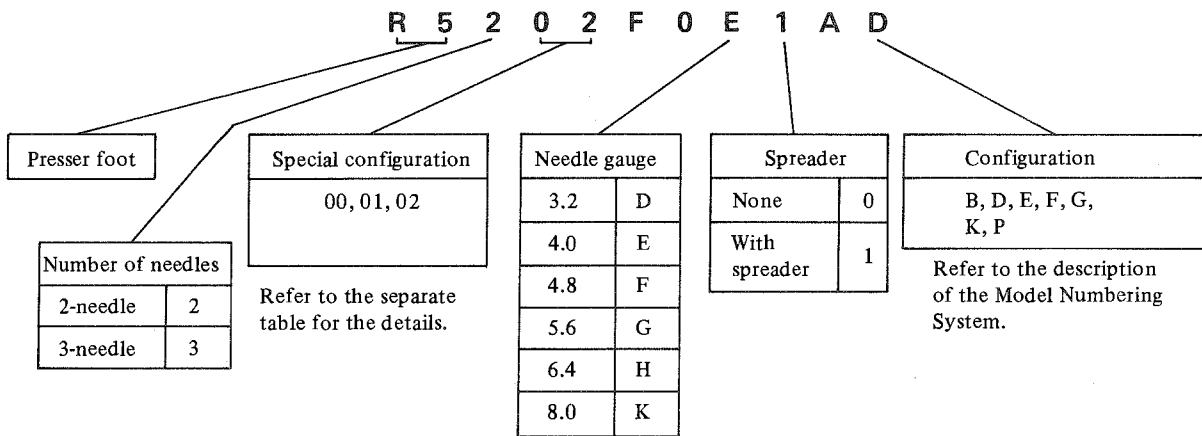 R 5 2 0 2 F 0 E 1 A D
Presser foot
Number of needles
2-needle 2
3-needle 3
Special configuration
00, 01, 02
Refer to the separate
table for the details.
Needle gauge
3.2 D
4.0 E
4.8 F
5.6 G
6.4 H
8.0 K
Spreader
None 0
With
spreader 1
Configuration
B, D, E, F, G,
K, P
Refer to the description
of the Model Numbering
System.